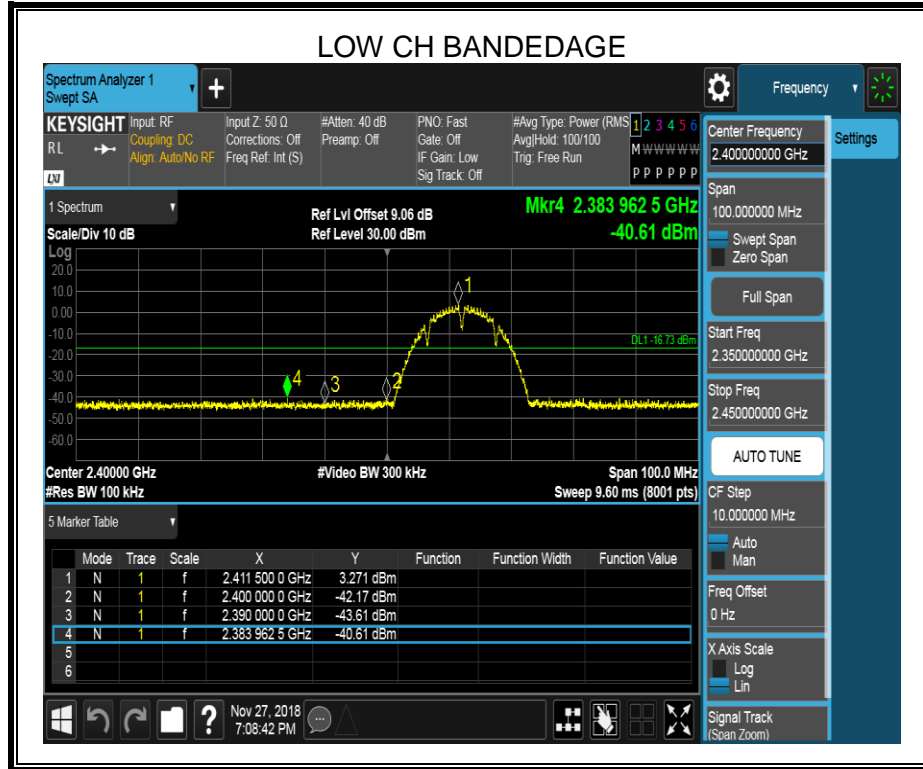 LOW CH BANDEDAGE
Spectrum Analyzer 1
Swept SA
+
Frequency
KEYSIGHT
RL
LXI
Input: RF
Coupling: DC
Align: Auto/No RF
Input Z: 50 Ω
Corrections: Off
Freq Ref: Int (S)
#Atten: 40 dB
Preamp: Off
PNO: Fast
Gate: Off
IF Gain: Low
Sig Track: Off
#Avg Type: Power (RMS
Avg|Hold: 100/100
Trig: Free Run
1 2 3 4 5 6
M W W W W W
P P P P P P
1 Spectrum
Scale/Div 10 dB
Ref Lvl Offset 9.06 dB
Ref Level 30.00 dBm
Mkr4 2.383 962 5 GHz
-40.61 dBm
Log
20.0
10.0
0.00
-10.0
-20.0
-30.0
-40.0
-50.0
-60.0
1
DL1 -16.73 dBm
4
3
2
Center 2.40000 GHz
#Res BW 100 kHz
#Video BW 300 kHz
Span 100.0 MHz
Sweep 9.60 ms (8001 pts)
5 Marker Table
Mode Trace Scale X Y Function Function Width Function Value
1 N 1 f 2.411 500 0 GHz 3.271 dBm
2 N 1 f 2.400 000 0 GHz -42.17 dBm
3 N 1 f 2.390 000 0 GHz -43.61 dBm
4 N 1 f 2.383 962 5 GHz -40.61 dBm
5
6
?
Nov 27, 2018
7:08:42 PM
Center Frequency
2.400000000 GHz
Settings
Span
100.000000 MHz
Swept Span
Zero Span
Full Span
Start Freq
2.350000000 GHz
Stop Freq
2.450000000 GHz
AUTO TUNE
CF Step
10.000000 MHz
Auto
Man
Freq Offset
0 Hz
X Axis Scale
Log
Lin
Signal Track
(Span Zoom)